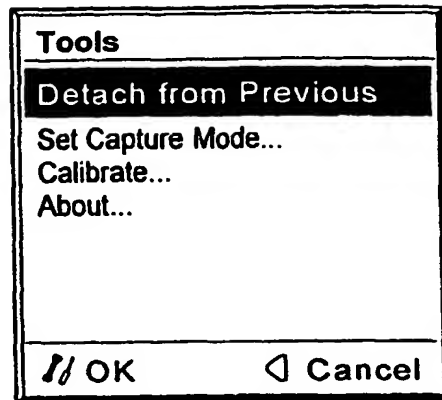 Tools
Detach from Previous
Set Capture Mode...
Calibrate...
About...
OK Cancel